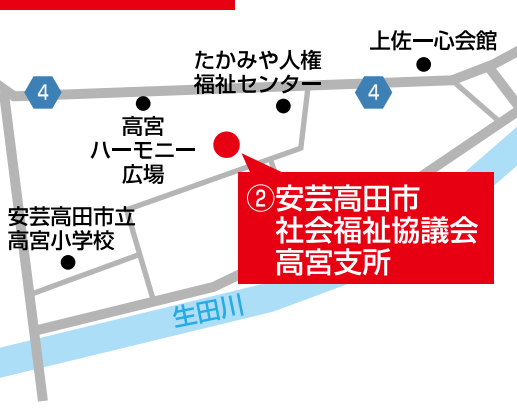 上佐一心会館
たかみや人権
福祉センター
4
4
高宮
ハーモニー
広場
②安芸高田市
社会福祉協議会
高宮支所
安芸高田市立
高宮小学校
生田川